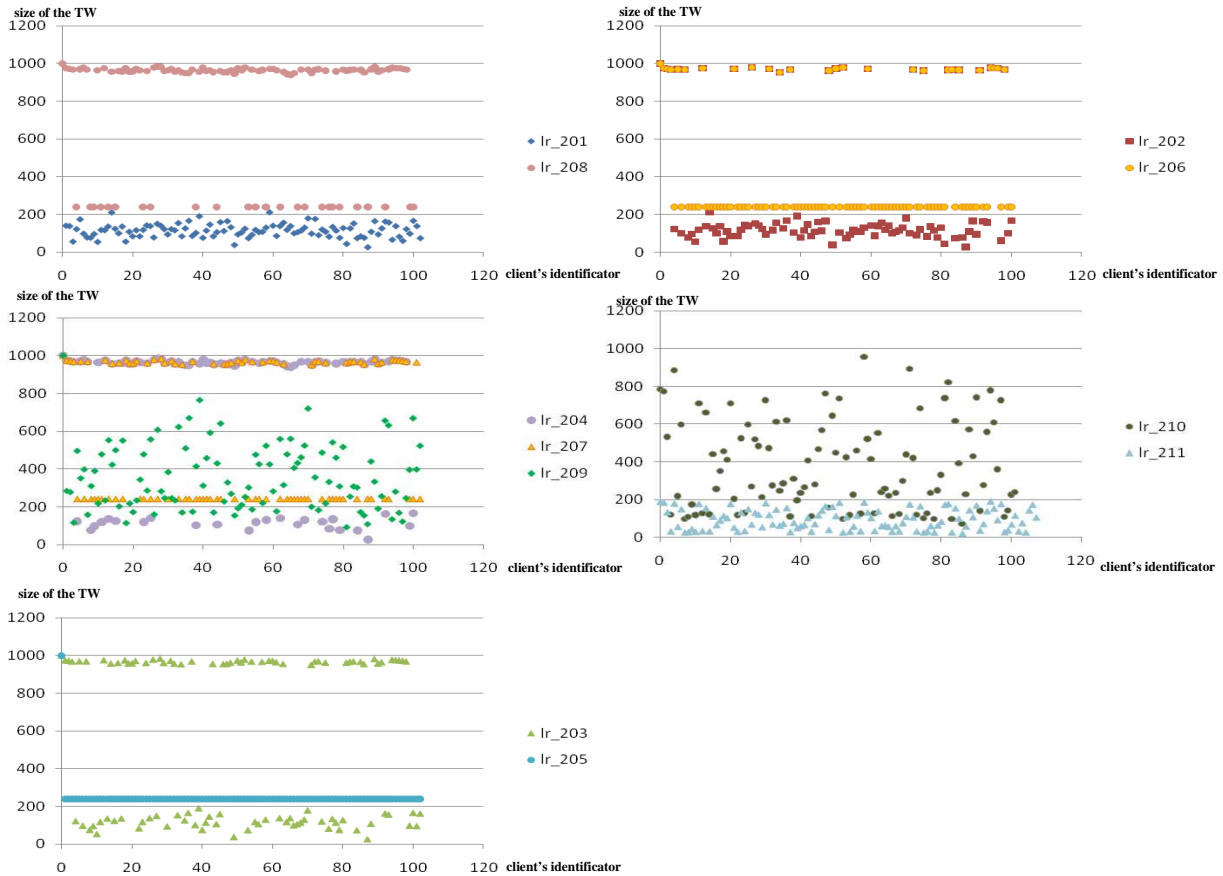 size of the TW
1200
1000
800
600
400
200
0
0 20 40 60 80 100 120
client's identificator
lr_201
lr_208
size of the TW
1200
1000
800
600
400
200
0
0 20 40 60 80 100 120
client's identificator
lr_202
lr_206
size of the TW
1200
1000
800
600
400
200
0
0 20 40 60 80 100 120
client's identificator
lr_204
lr_207
lr_209
size of the TW
1200
1000
800
600
400
200
0
0 20 40 60 80 100 120
client's identificator
lr_210
lr_211
size of the TW
1200
1000
800
600
400
200
0
0 20 40 60 80 100 120
client's identificator
lr_203
lr_205